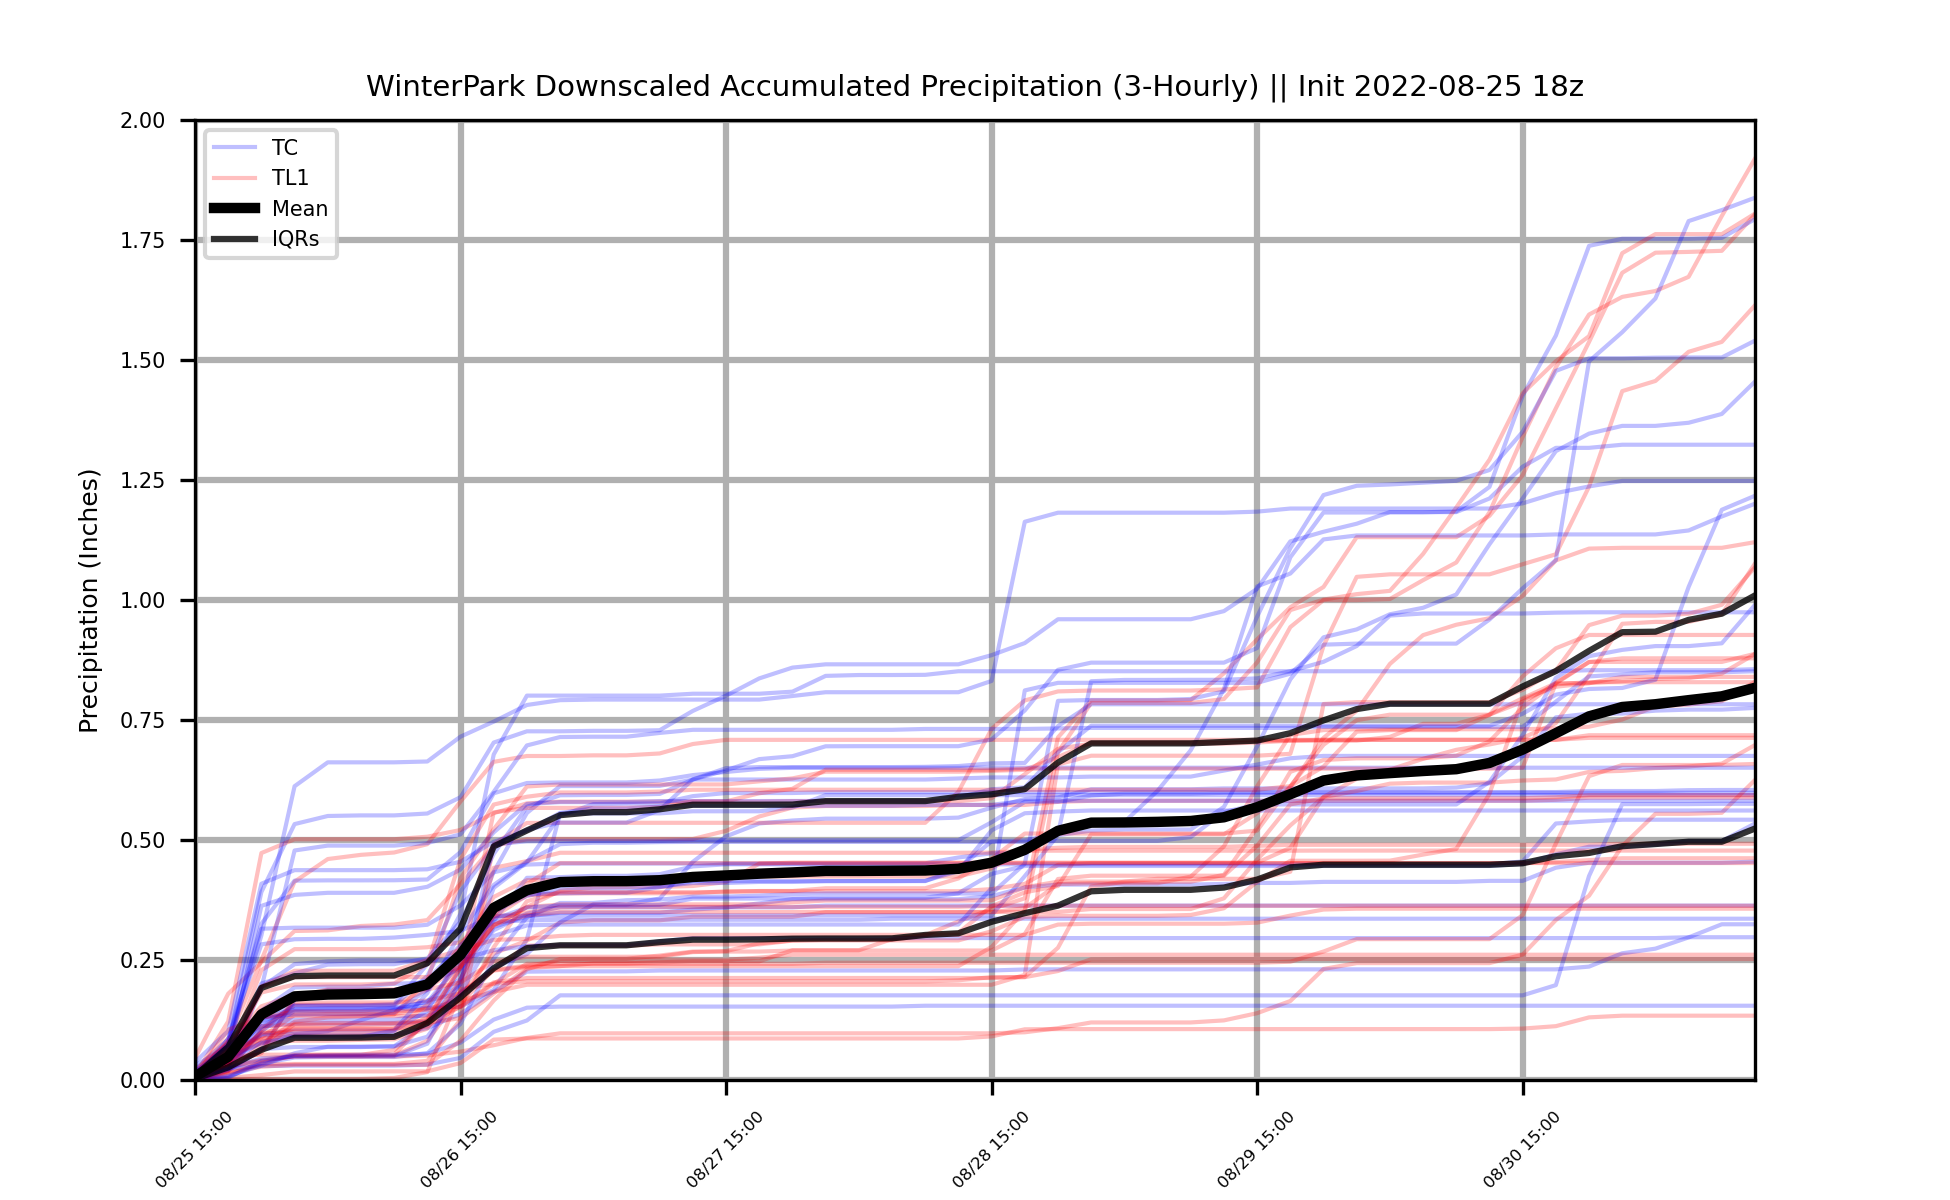 WinterPark Downscaled Accumulated Precipitation (3-Hourly) || Init 2022-08-25 18z
2.00
1.75
1.50
1.25
1.00
0.75
0.50
0.25
0.00
Precipitation (Inches)
TC
TL1
Mean
IQRs
08/25 15:00
08/26 15:00
08/27 15:00
08/28 15:00
08/29 15:00
08/30 15:00